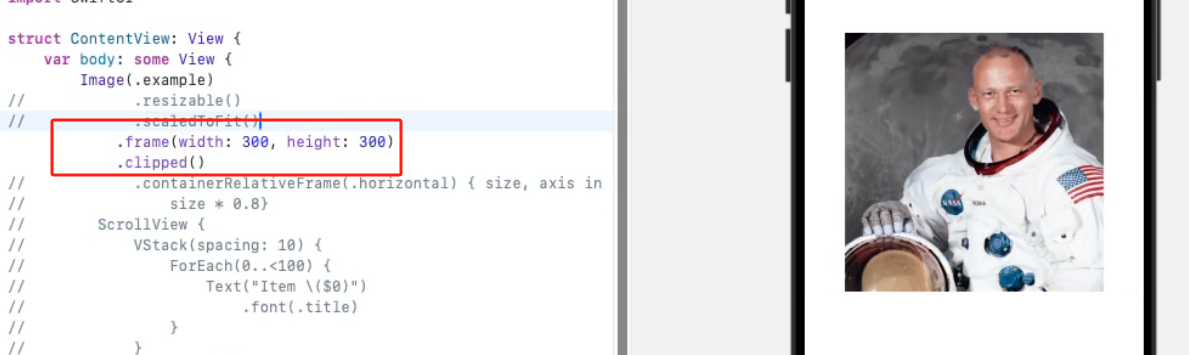 import SwiftUI
struct ContentView: View {
var body: some View {
Image(.example)
// .resizable()
// .scaledToFit()
.frame(width: 300, height: 300)
.clipped()
// .containerRelativeFrame(.horizontal) { size, axis in
// size * 0.8}
// ScrollView {
// VStack(spacing: 10) {
// ForEach(0..<100) {
// Text("Item \($0)")
// .font(.title)
// }
// }
NASA